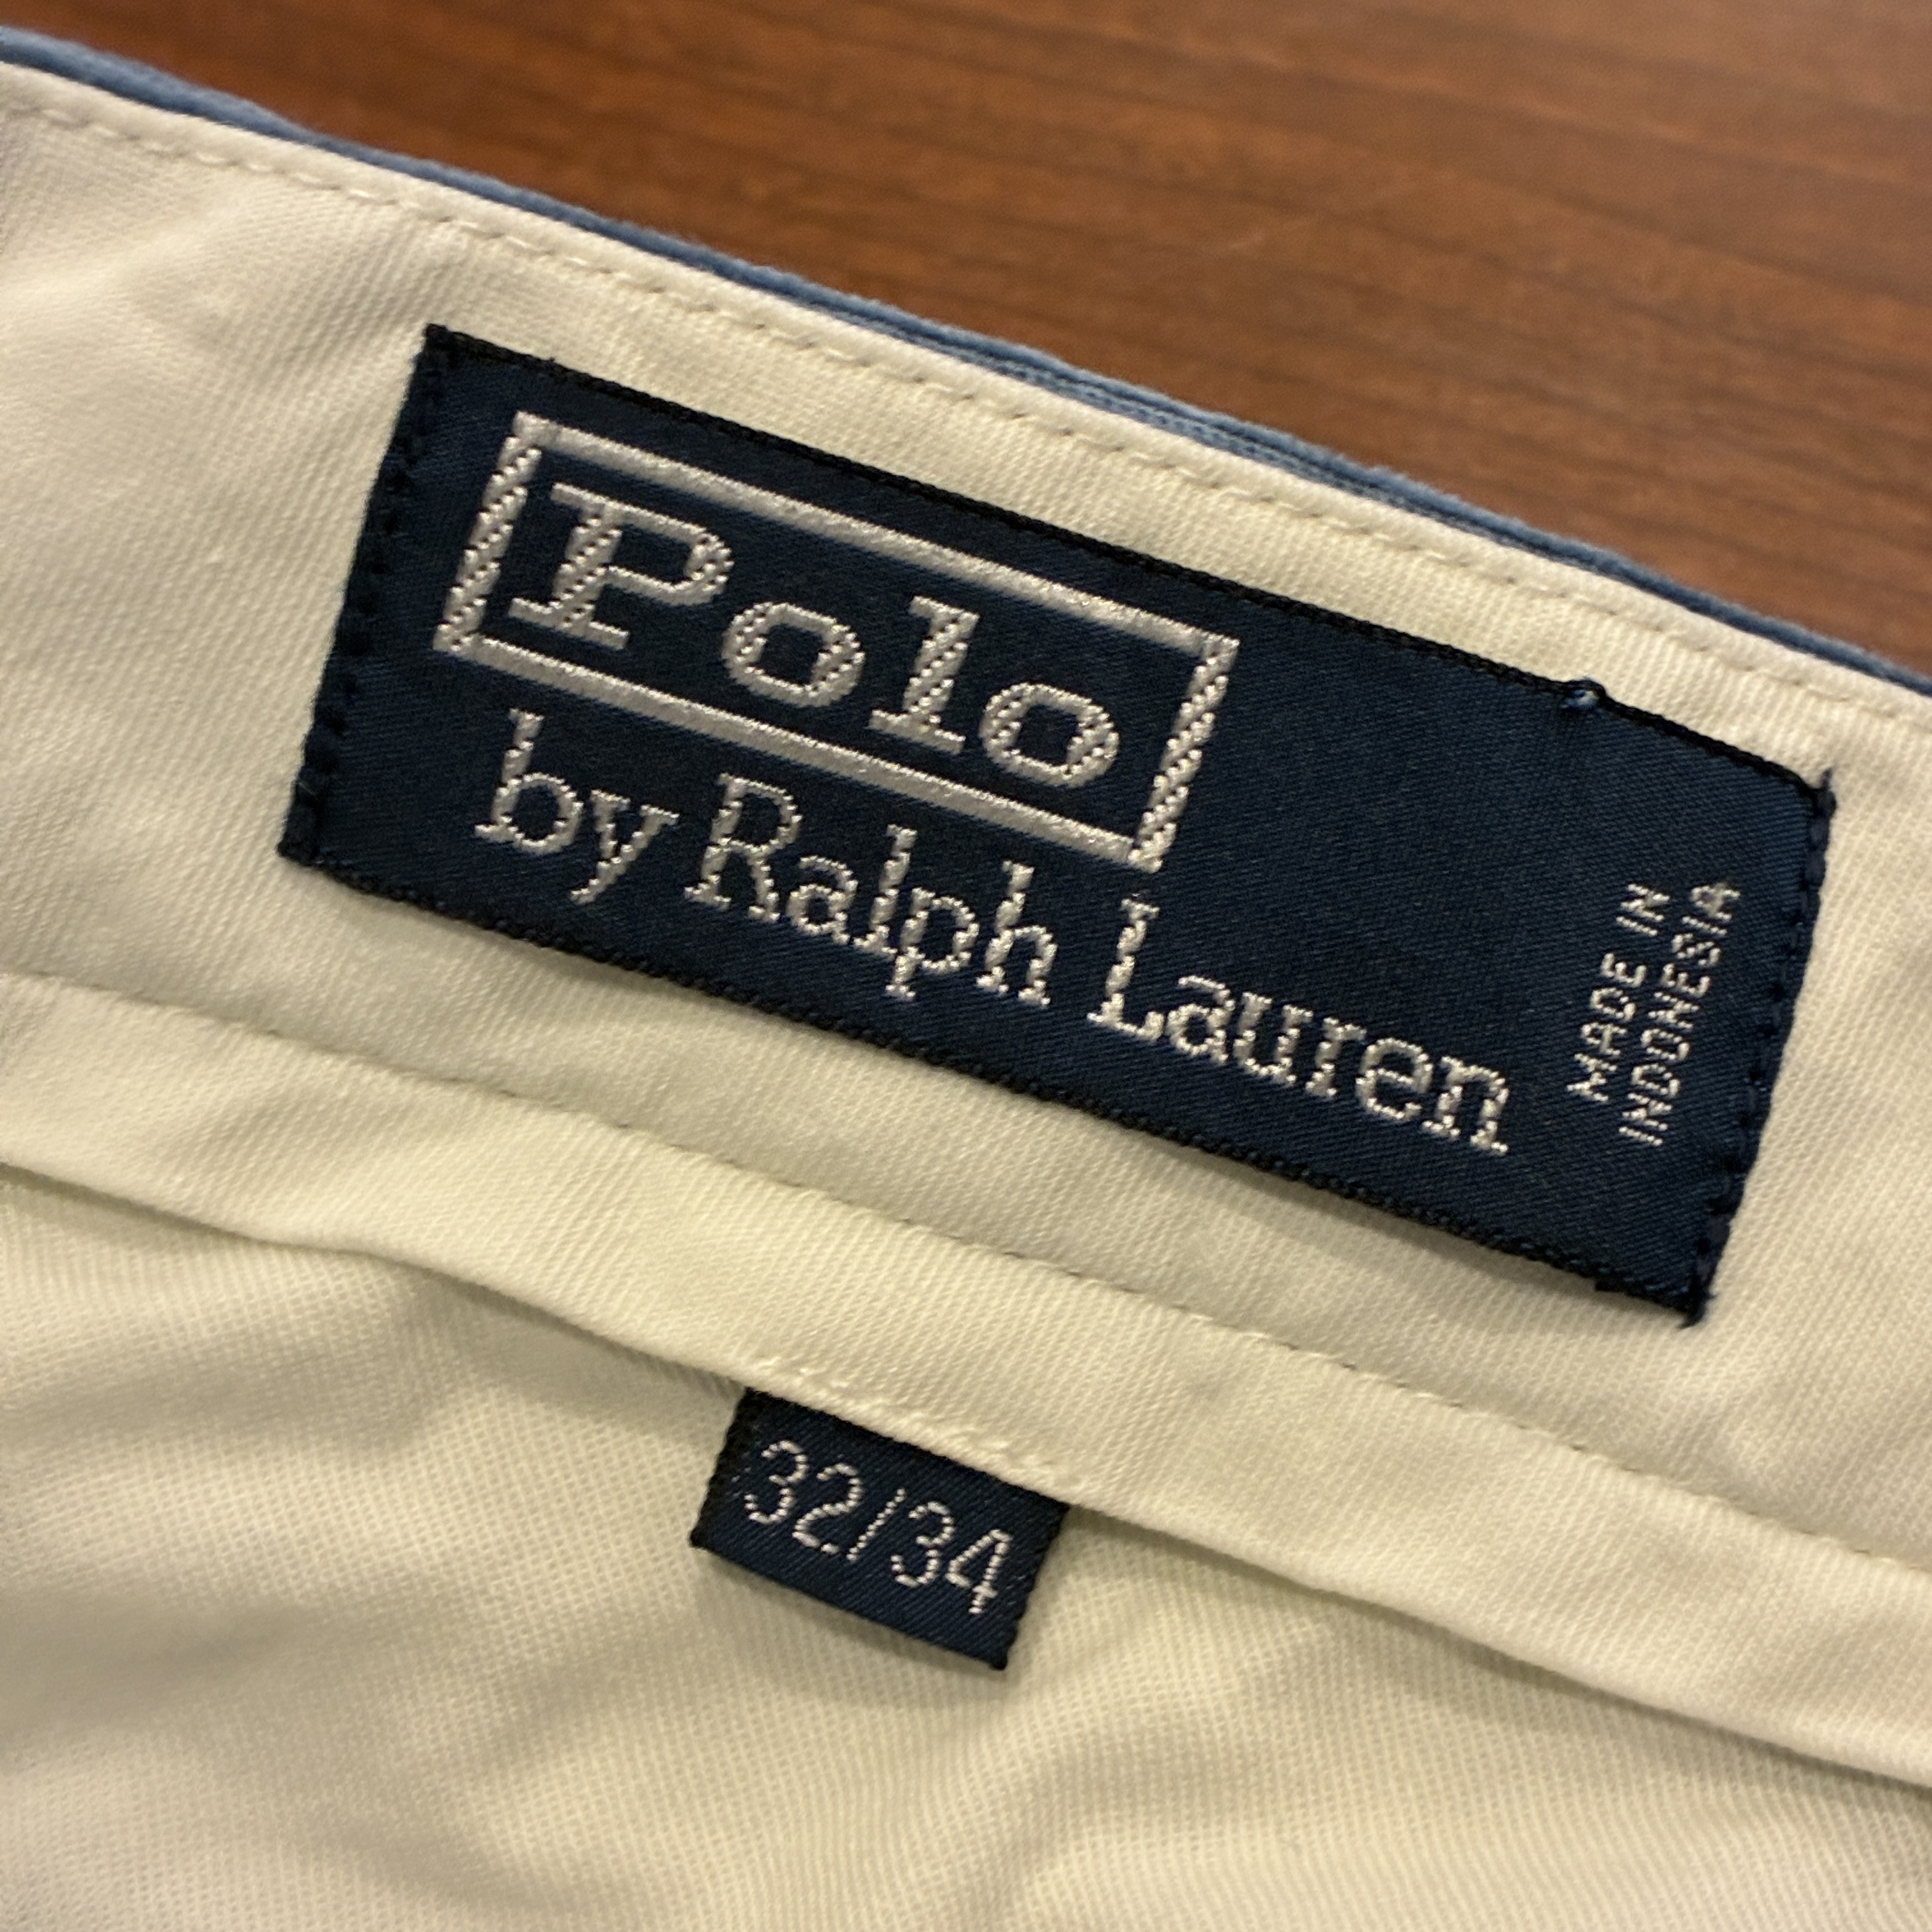 Polo
by Ralph Lauren
MADE IN
INDONESIA
32/34